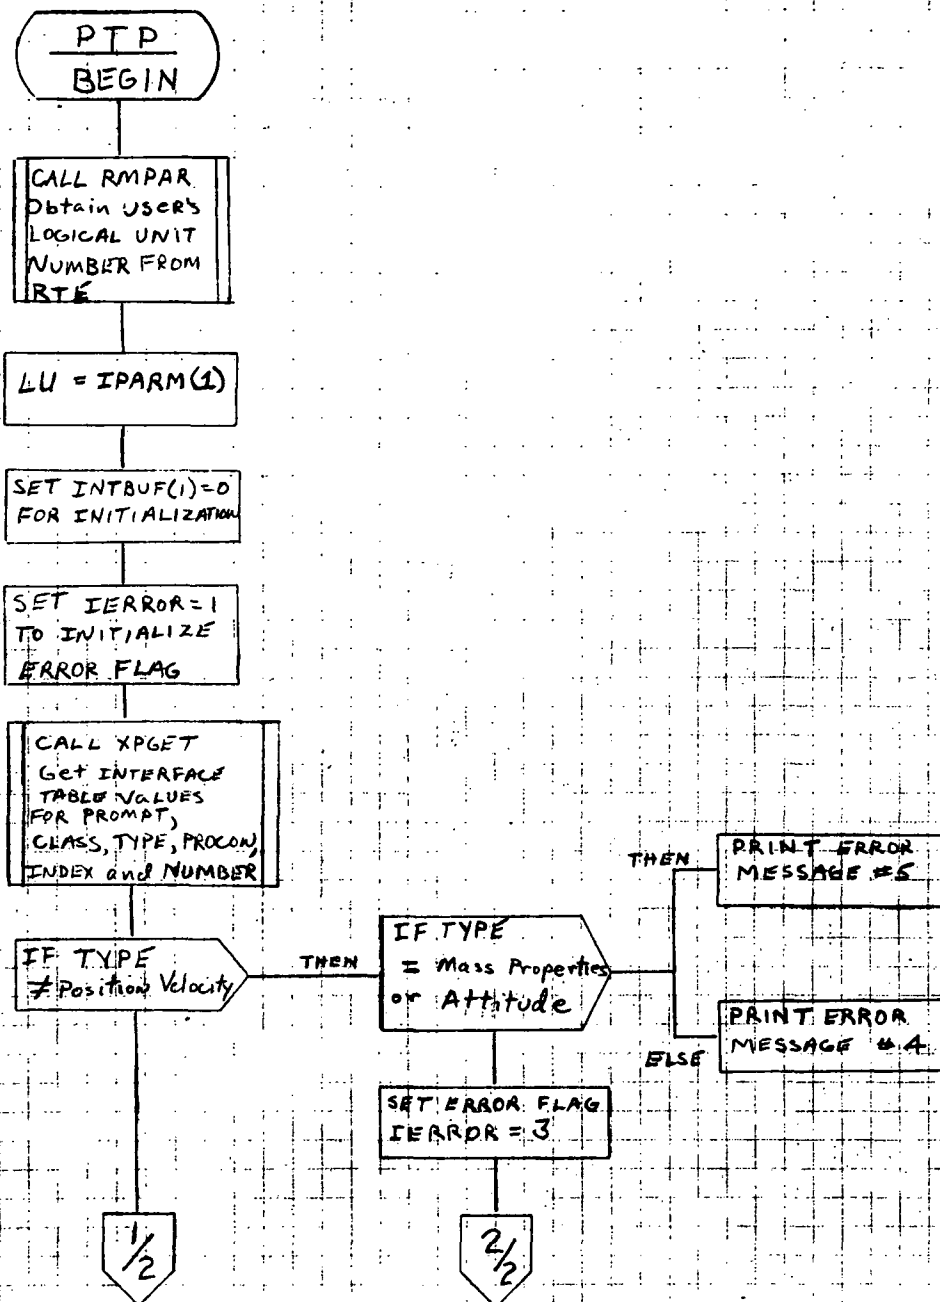 PTP
BEGIN
CALL RMPAR
Obtain USER'S
LOGICAL UNIT
NUMBER FROM
RTE
LU = IPARM(1)
SET INTBUF(1)=0
FOR INITIALIZATION
SET IERROR=1
TO INITIALIZE
ERROR FLAG
CALL XPGET
Get INTERFACE
TABLE VALUES
FOR PROMPT,
CLASS, TYPE, PROCON,
INDEX and NUMBER
IF TYPE
≠ Position Velocity
THEN
IF TYPE
= Mass Properties
or Attitude
THEN
PRINT ERROR
MESSAGE #5
ELSE
PRINT ERROR
MESSAGE #4
SET ERROR FLAG
IERROR = 3
1/2
2/2